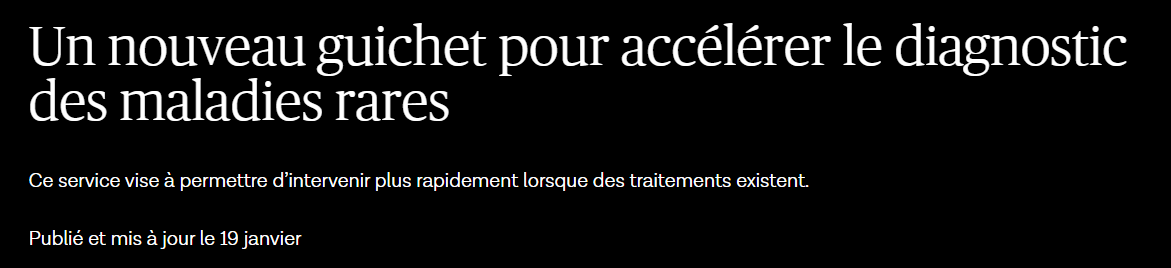 Un nouveau guichet pour accélérer le diagnostic
des maladies rares
Ce service vise à permettre d’intervenir plus rapidement lorsque des traitements existent.
Publié et mis à jour le 19 janvier